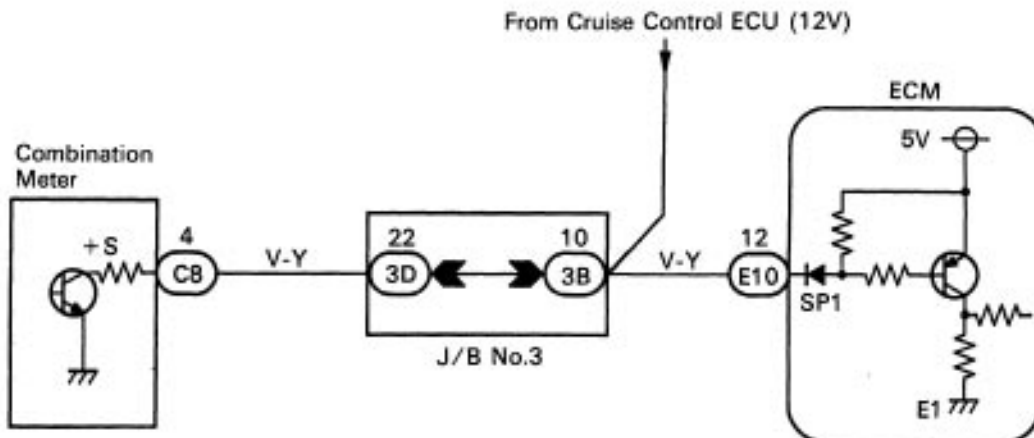 From Cruise Control ECU (12V)
ECM
5V
Combination
Meter
+S
4
C8
V-Y
22
3D
10
3B
V-Y
12
E10
SP1
J/B No.3
E1